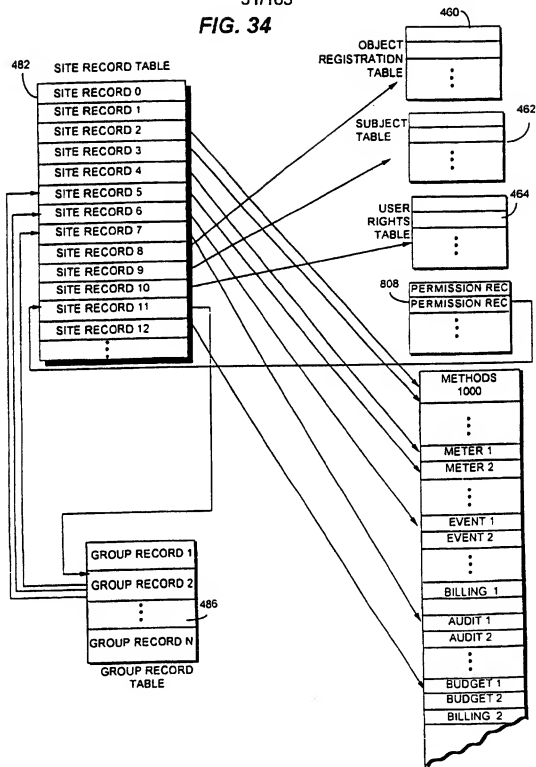 FIG. 34
SITE RECORD TABLE
482
SITE RECORD 0
SITE RECORD 1
SITE RECORD 2
SITE RECORD 3
SITE RECORD 4
SITE RECORD 5
SITE RECORD 6
SITE RECORD 7
SITE RECORD 8
SITE RECORD 9
SITE RECORD 10
SITE RECORD 11
SITE RECORD 12
460
OBJECT
REGISTRATION
TABLE
462
SUBJECT
TABLE
464
USER
RIGHTS
TABLE
808
PERMISSION REC
PERMISSION REC
METHODS
1000
METER 1
METER 2
EVENT 1
EVENT 2
BILLING 1
AUDIT 1
AUDIT 2
BUDGET 1
BUDGET 2
BILLING 2
GROUP RECORD 1
GROUP RECORD 2
486
GROUP RECORD N
GROUP RECORD
TABLE